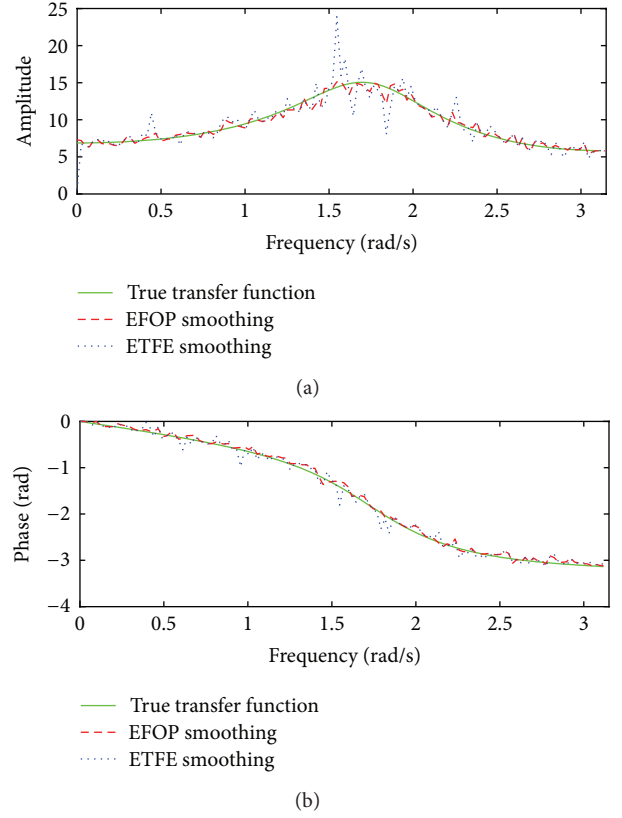 25
20
15
10
5
0
Amplitude
0 0.5 1 1.5 2 2.5 3
Frequency (rad/s)
True transfer function
EFOP smoothing
ETFE smoothing
(a)
0
−1
−2
−3
−4
Phase (rad)
0 0.5 1 1.5 2 2.5 3
Frequency (rad/s)
True transfer function
EFOP smoothing
ETFE smoothing
(b)